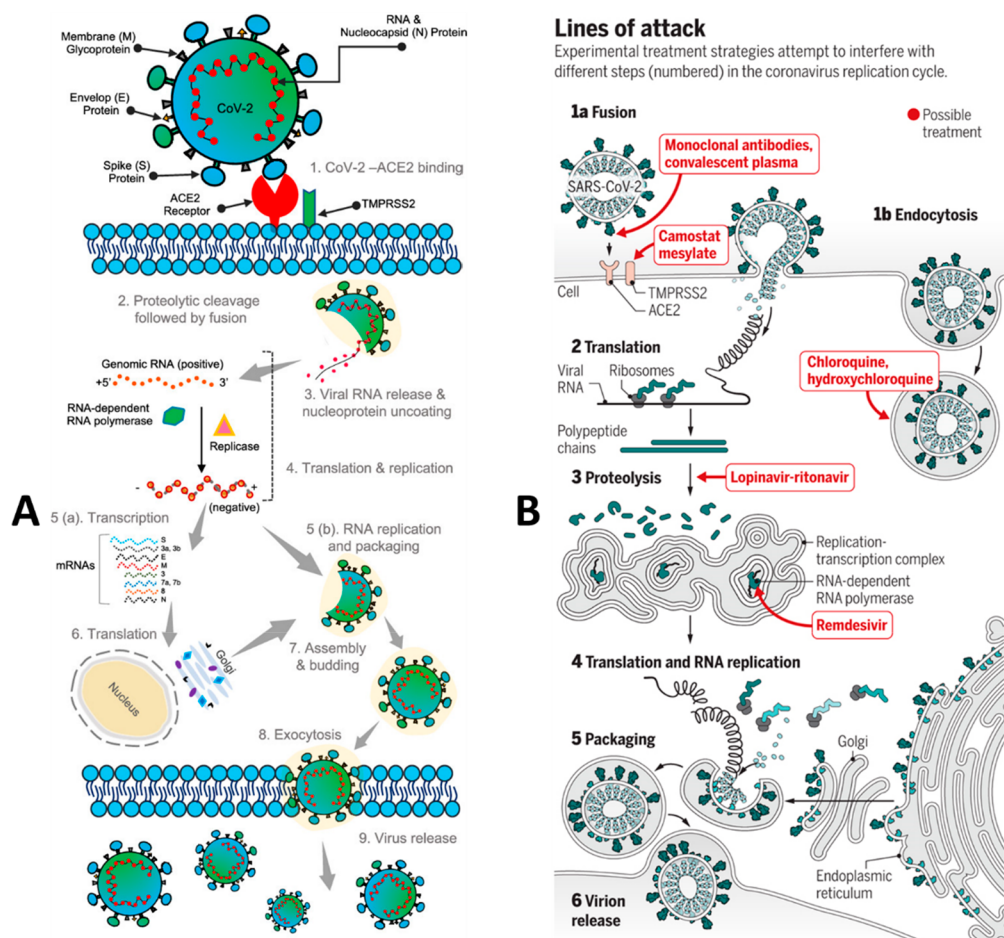 RNA &
Nucleocapsid (N) Protein
Membrane (M)
Glycoprotein
Envelop (E)
Protein
CoV-2
Spike (S)
Protein
1. CoV-2 –ACE2 binding
ACE2
Receptor
TMPRSS2
2. Proteolytic cleavage
followed by fusion
Genomic RNA (positive)
+5'
3'
3. Viral RNA release &
nucleoprotein uncoating
RNA-dependent
RNA polymerase
Replicase
4. Translation & replication
-
+
(negative)
A
5 (a). Transcription
5 (b). RNA replication
and packaging
mRNAs
S
3a, 3b
E
M
3
7a, 7b
8
N
6. Translation
Golgi
7. Assembly
& budding
Nucleus
8. Exocytosis
9. Virus release
Lines of attack
Experimental treatment strategies attempt to interfere with
different steps (numbered) in the coronavirus replication cycle.
1a Fusion
Possible
treatment
Monoclonal antibodies,
convalescent plasma
SARS-CoV-2
1b Endocytosis
Camostat
mesylate
Cell
TMPRSS2
ACE2
2 Translation
Viral
RNA
Ribosomes
Chloroquine,
hydroxychloroquine
Polypeptide
chains
3 Proteolysis
Lopinavir-ritonavir
B
Replication-
transcription complex
RNA-dependent
RNA polymerase
Remdesivir
4 Translation and RNA replication
5 Packaging
Golgi
Endoplasmic
reticulum
6 Virion
release